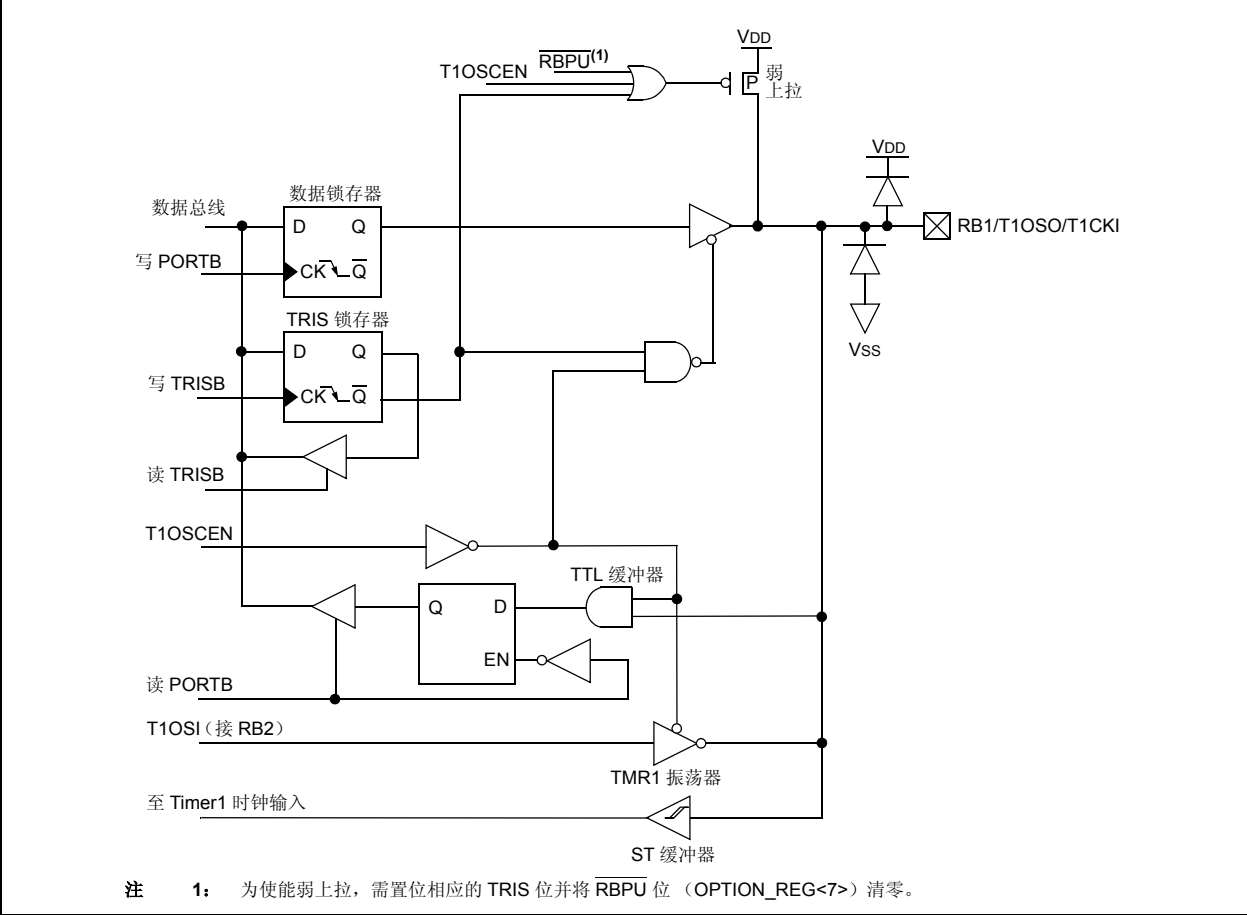 VDD
RBPU(1)
T1OSCEN
P
弱
上拉
VDD
数据总线
数据锁存器
D Q
写 PORTB
CK Q
RB1/T1OSO/T1CKI
VSS
TRIS 锁存器
D Q
写 TRISB
CK Q
读 TRISB
T1OSCEN
TTL 缓冲器
Q D
EN
读 PORTB
T1OSI（接 RB2）
TMR1 振荡器
至 Timer1 时钟输入
ST 缓冲器
注 1： 为使能弱上拉，需置位相应的 TRIS 位并将 RBPU 位 （OPTION_REG<7>）清零。